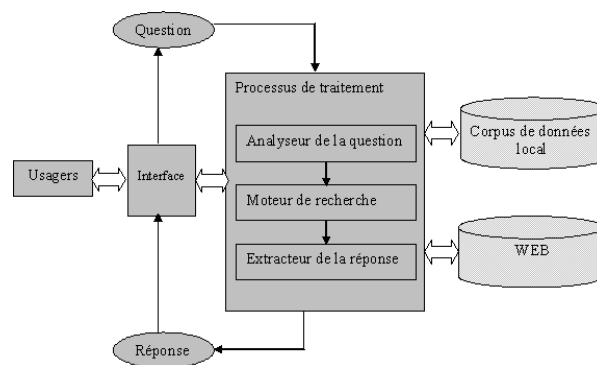 Question
Processus de traitement
Analyseur de la question
Corpus de données
local
Usagers
Interface
Moteur de recherche
Extracteur de la réponse
WEB
Réponse